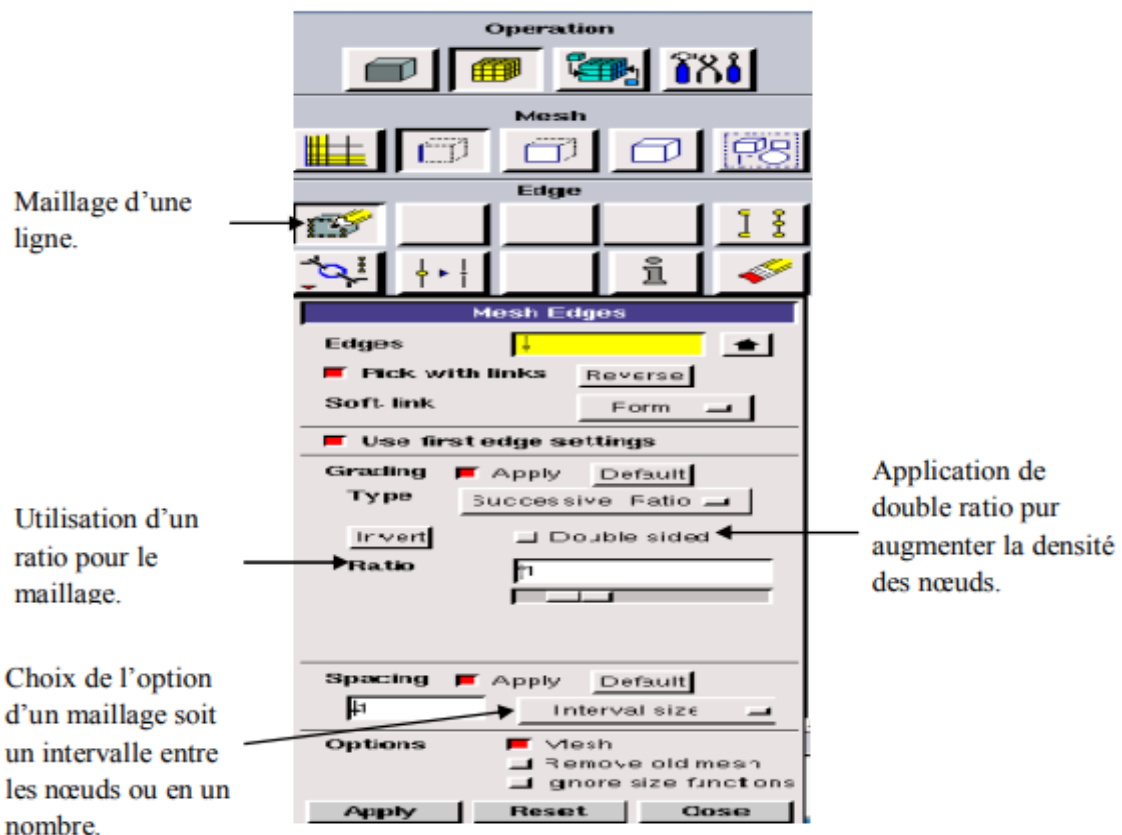 Operation
Mesh
Edge
Maillage d’une
ligne.
Mesh Edges
Edges
Pick with links Reverse
Soft link Form
Use first edge settings
Grading Apply Default
Type Successive Ratio
Invert Double sided
Ratio 1
Utilisation d’un
ratio pour le
maillage.
Application de
double ratio pur
augmenter la densité
des nœuds.
Spacing Apply Default
1 Interval size
Choix de l’option
d’un maillage soit
un intervalle entre
les nœuds ou en un
nombre.
Options Mesh
Remove old mesh
Ignore size functions
Apply Reset Close